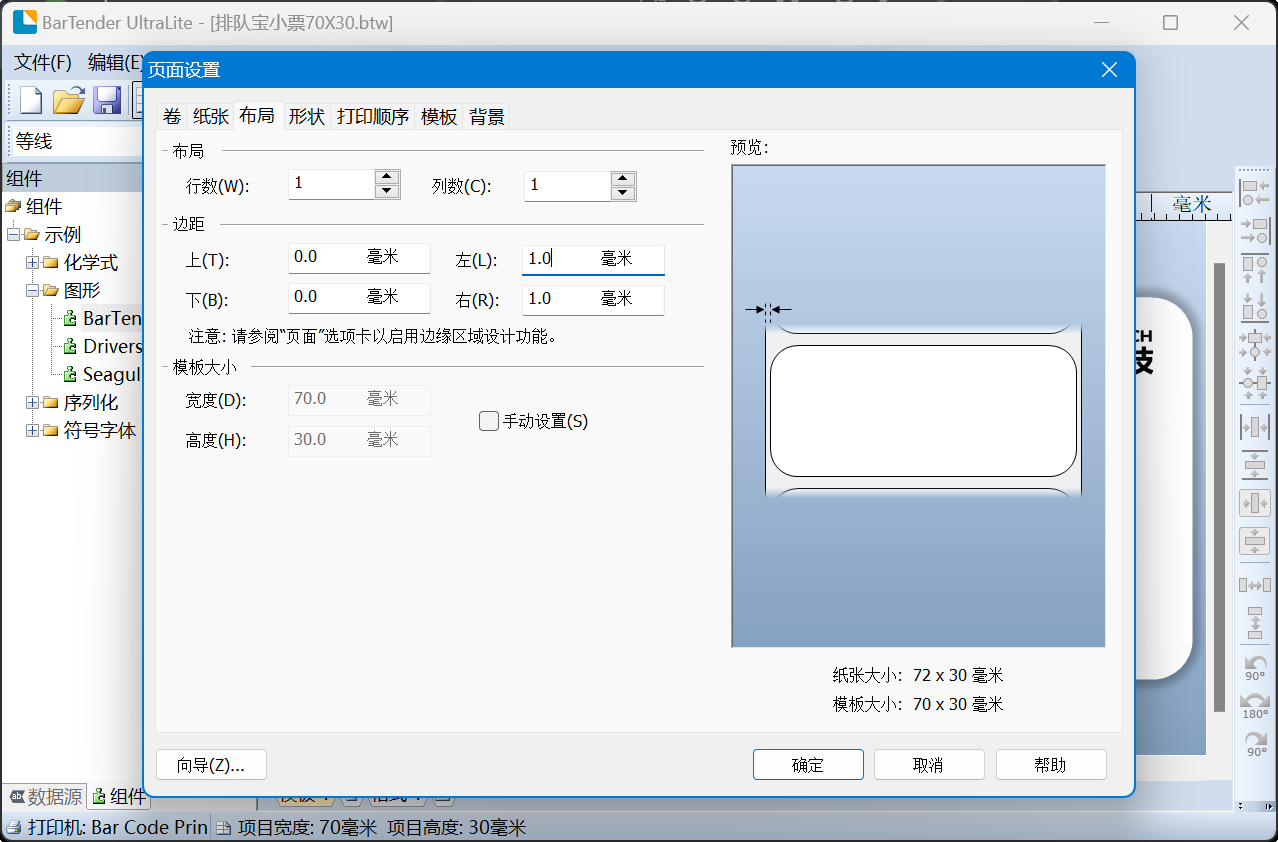 BarTender UltraLite - [排队宝小票70X30.btw]
文件(F) 编辑(E)
页面设置
卷 纸张 布局 形状 打印顺序 模板 背景
等线
布局
预览:
行数(W): 1 列数(C): 1
组件
组件
毫米
边距
示例
上(T): 0.0 毫米 左(L): 1.0 毫米
化学式
图形
下(B): 0.0 毫米 右(R): 1.0 毫米
BarTen
注意: 请参阅“页面”选项卡以启用边缘区域设计功能。
CH
Drivers
技
模板大小
Seagul
宽度(D): 70.0 毫米
序列化
手动设置(S)
符号字体
高度(H): 30.0 毫米
纸张大小: 72 x 30 毫米
90°
模板大小: 70 x 30 毫米
180°
90°
向导(Z)... 确定 取消 帮助
数据源 组件
模板 1
打印机: Bar Code Prin 项目宽度: 70毫米 项目高度: 30毫米